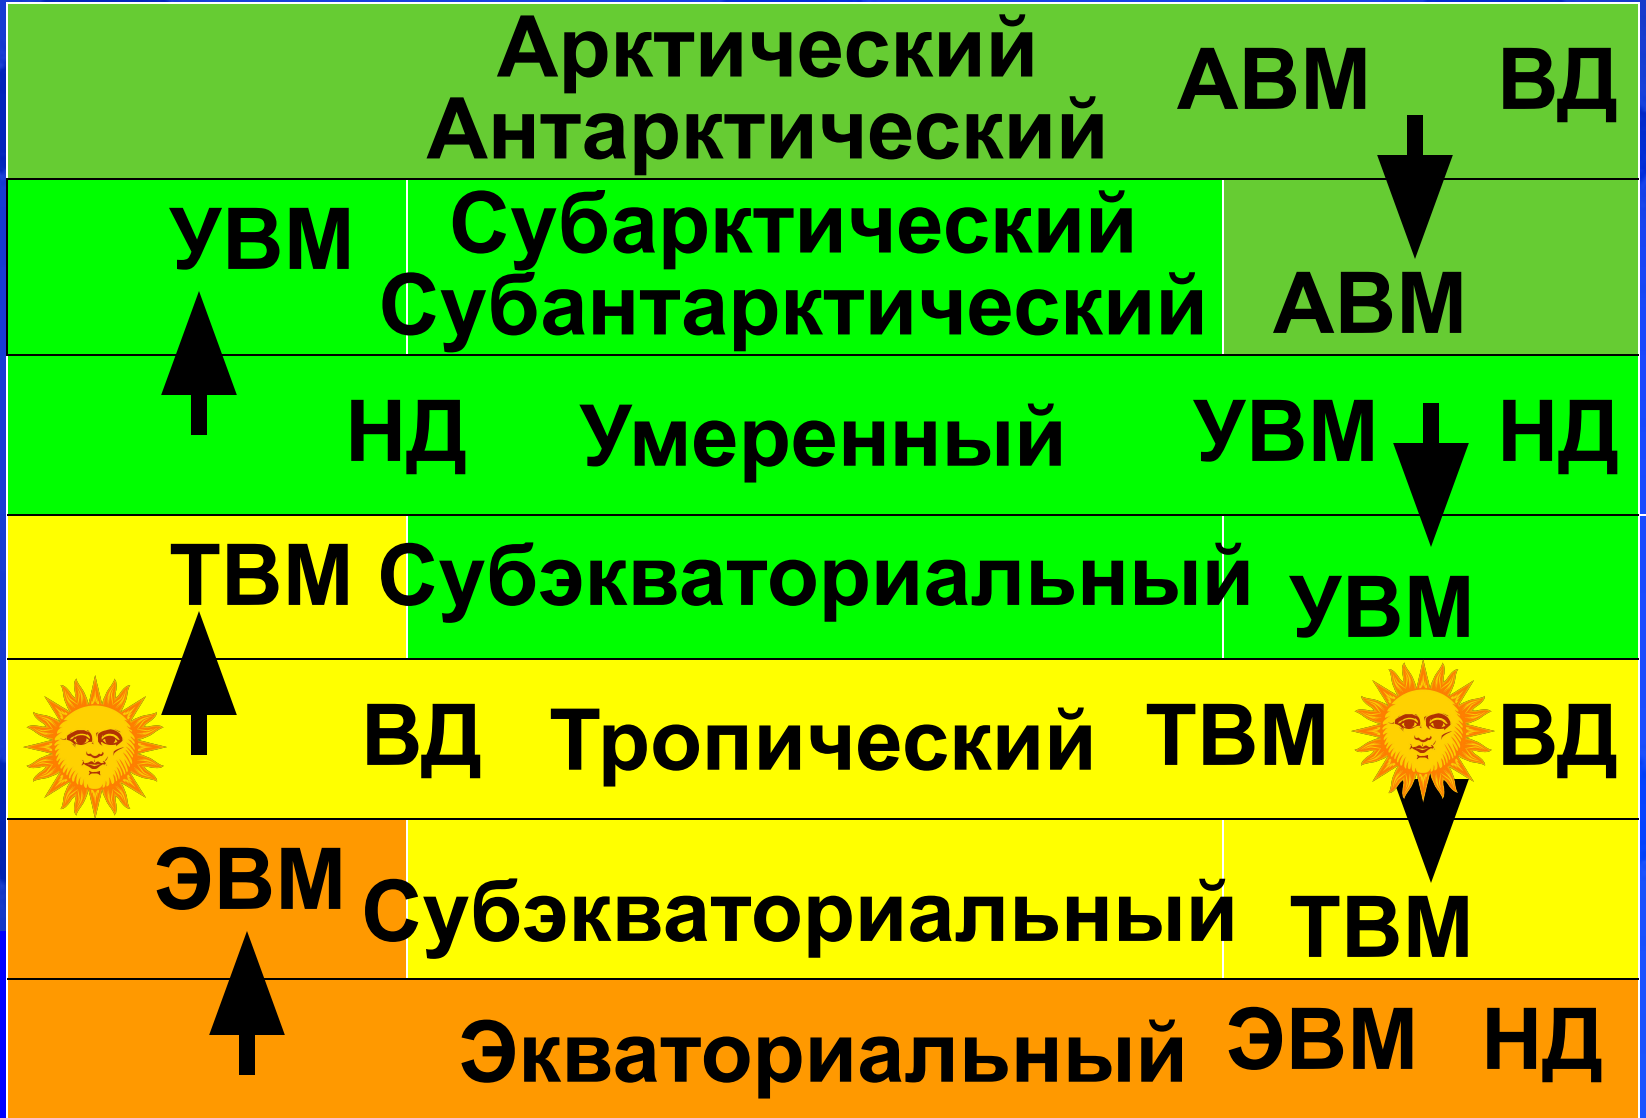 Арктический
Антарктический
АВМ ВД
УВМ
Субарктический
Субантарктический
АВМ
НД Умеренный УВМ НД
ТВМ Субэкваториальный УВМ
ВД Тропический ТВМ ВД
ЭВМ Субэкваториальный ТВМ
Экваториальный ЭВМ НД